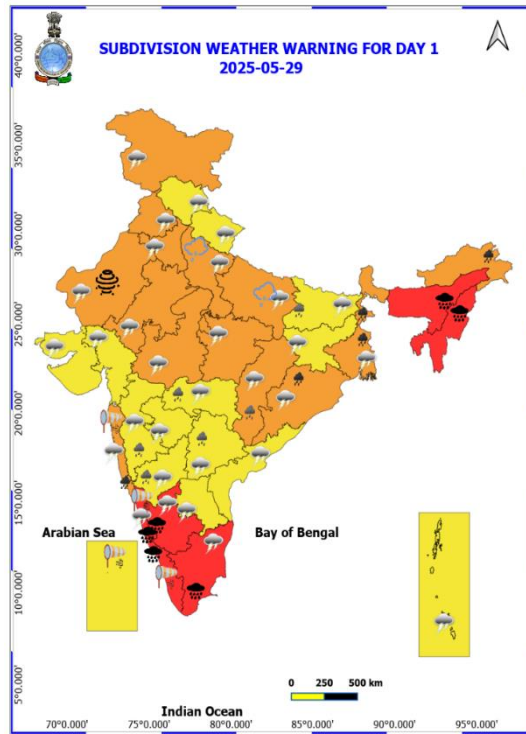 SUBDIVISION WEATHER WARNING FOR DAY 1
2025-05-29
40°0.000'
35°0.000'
30°0.000'
25°0.000'
20°0.000'
15°0.000'
10°0.000'
5°0.000'
Arabian Sea
Bay of Bengal
0 250 500 km
Indian Ocean
70°0.000' 75°0.000' 80°0.000' 85°0.000' 90°0.000' 95°0.000'